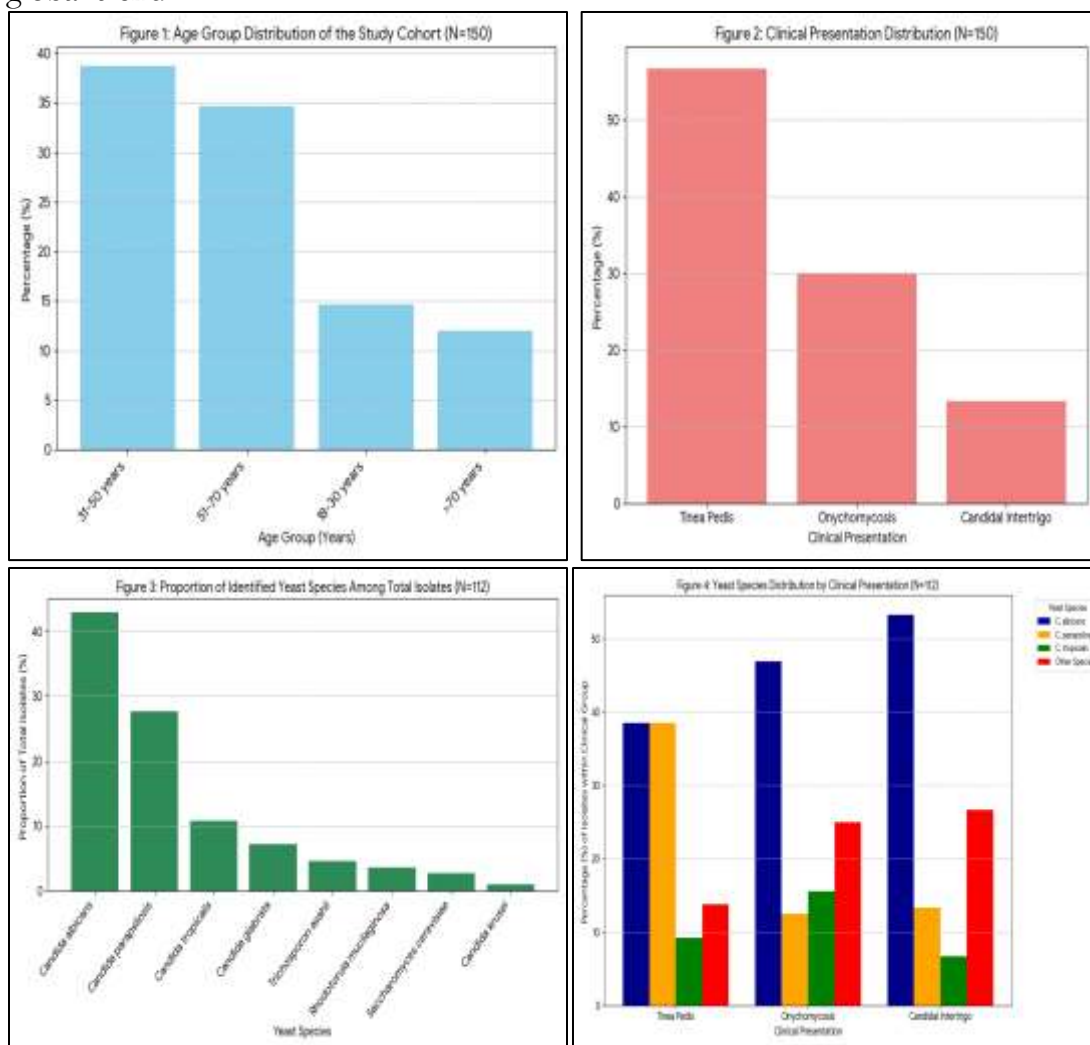 Figure 1: Age Group Distribution of the Study Cohort (N=150)
Percentage (%)
40
35
30
25
20
15
10
5
0
31-50 years
51-70 years
18-30 years
>70 years
Age Group (Years)
Figure 2: Clinical Presentation Distribution (N=150)
Percentage (%)
50
40
30
20
10
0
Tinea Pedis
Onychomycosis
Candidal Intertrigo
Clinical Presentation
Figure 3: Proportion of Identified Yeast Species Among Total Isolates (N=112)
Proportion of Total Isolates (%)
40
30
20
10
0
Candida albicans
Candida parapsilosis
Candida tropicalis
Candida glabrata
Trichosporon asahii
Rhodotorula mucilaginosa
Saccharomyces cerevisiae
Candida krusei
Yeast Species
Figure 4: Yeast Species Distribution by Clinical Presentation (N=112)
Percentage (%) of Isolates within Clinical Group
50
40
30
20
10
0
Tinea Pedis
Onychomycosis
Candidal Intertrigo
Clinical Presentation
Yeast Species
C. albicans
C. parapsilosis
C. tropicalis
Other Species